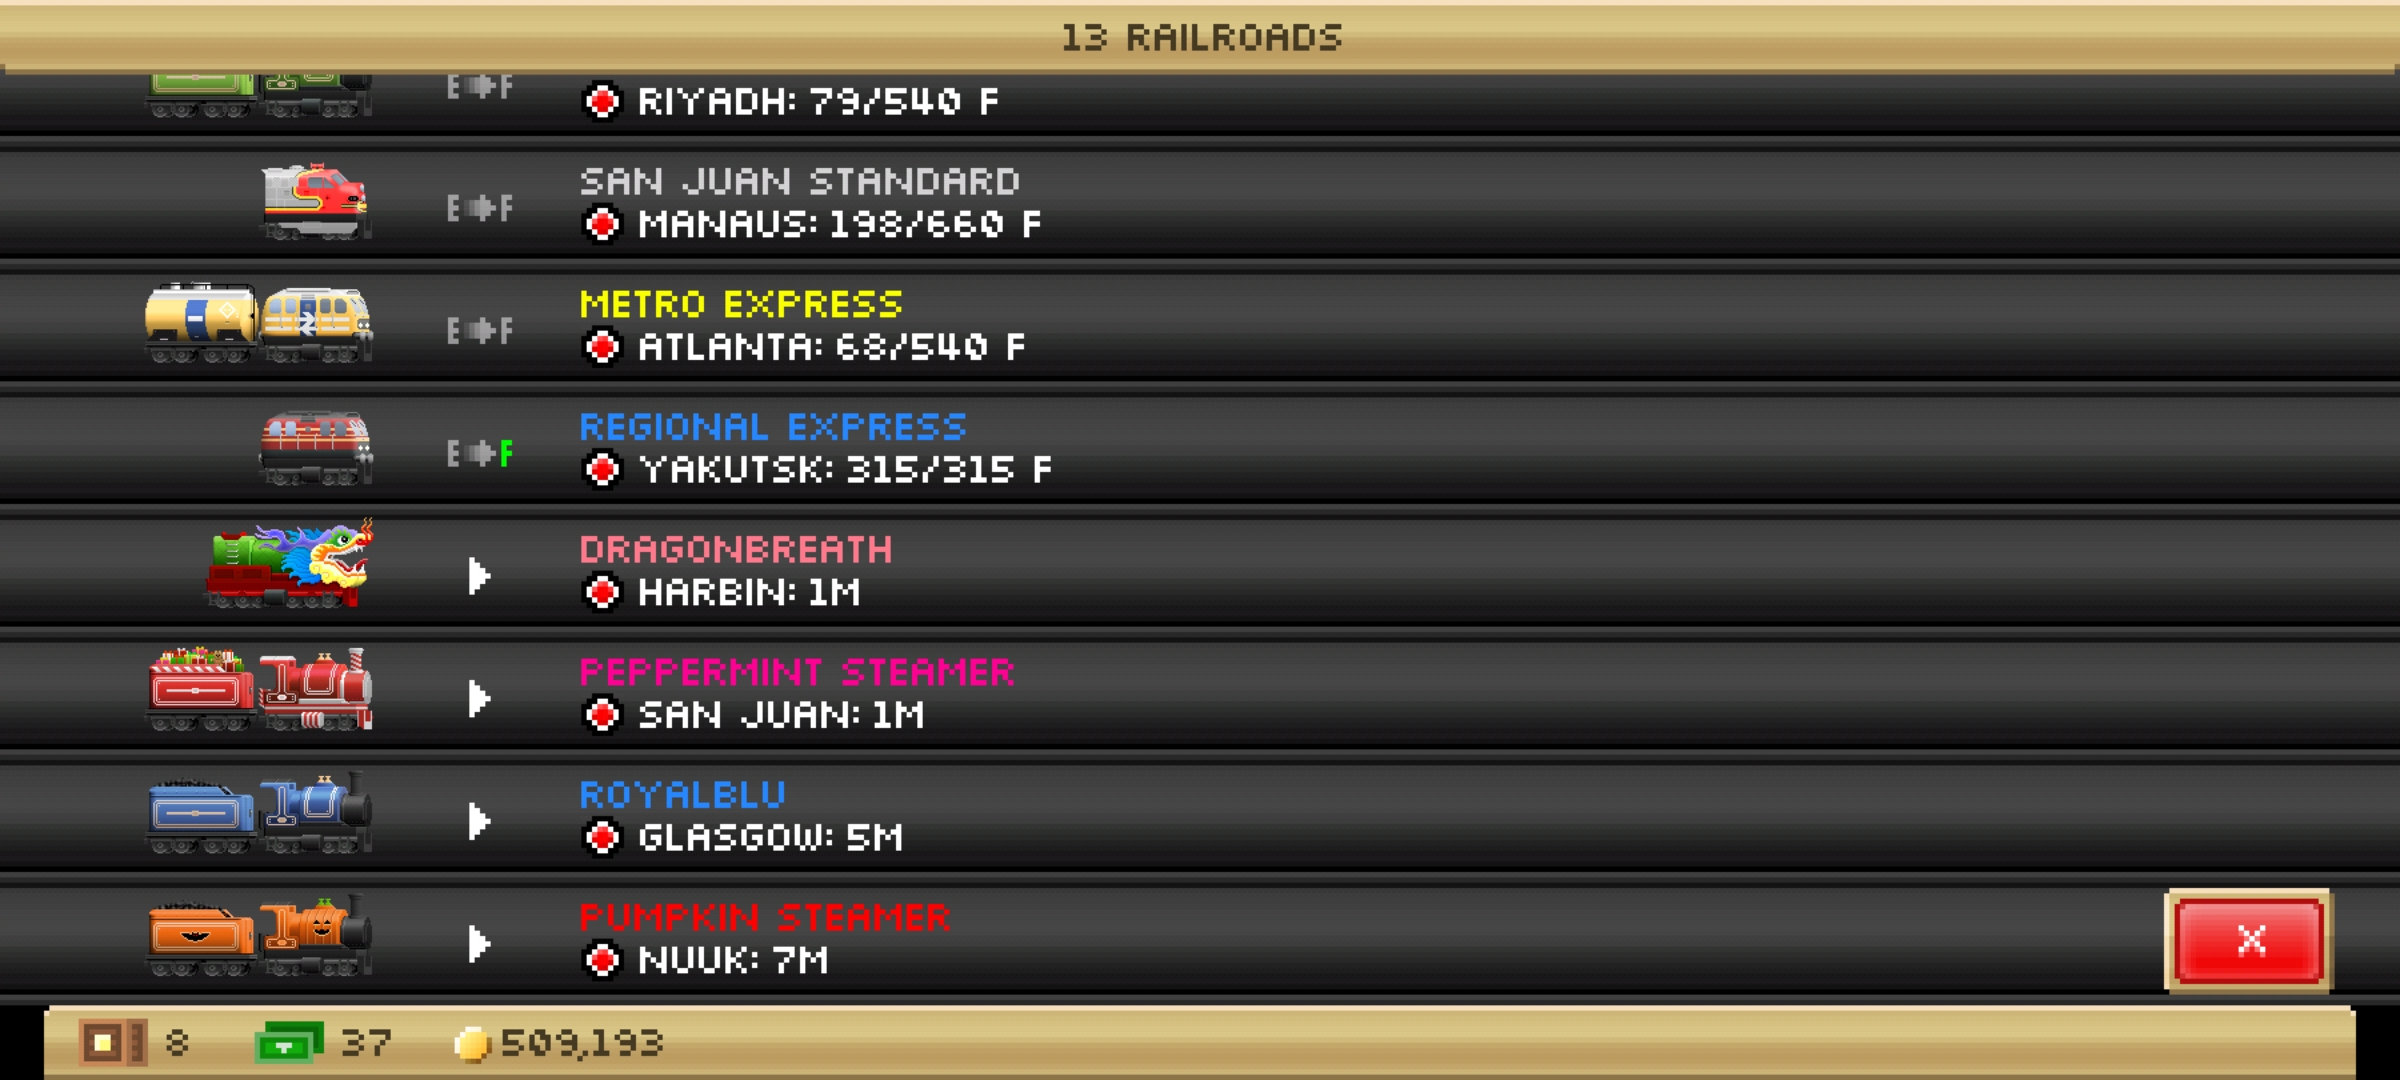 13 RAILROADS
E F
RIYADH: 79/540 F
SAN JUAN STANDARD
E F
MANAUS: 198/660 F
METRO EXPRESS
E F
ATLANTA: 68/540 F
REGIONAL EXPRESS
E F
YAKUTSK: 315/315 F
DRAGONBREATH
HARBIN: 1M
PEPPERMINT STEAMER
SAN JUAN: 1M
ROYALBLU
GLASGOW: 5M
PUMPKIN STEAMER
NUUK: 7M
X
8 37 509,193